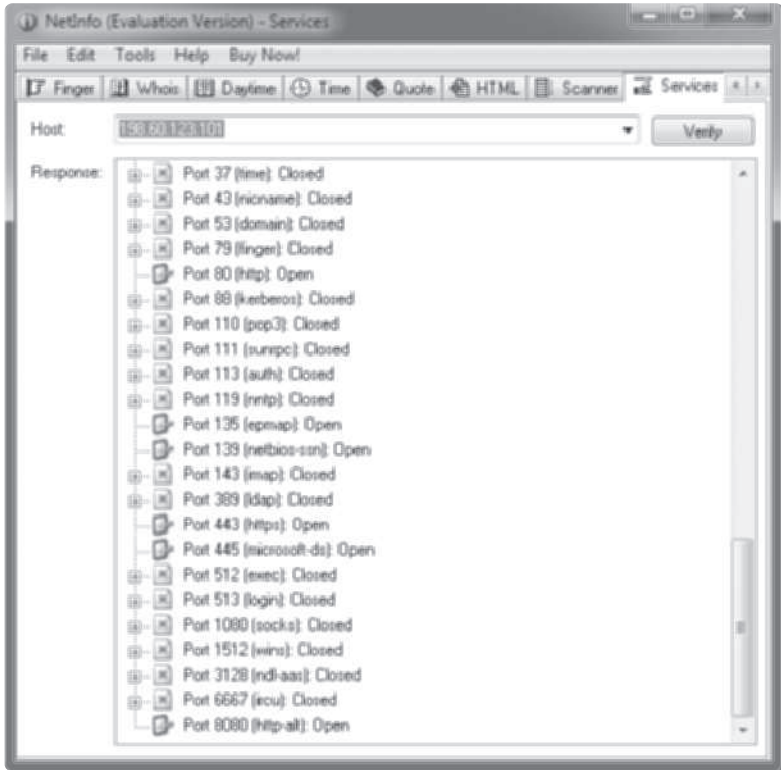 NetInfo (Evaluation Version) - Services
File Edit Tools Help Buy Now!
Finger Whois Daytime Time Quote HTML Scanner Services
Host: 198.60.123.101 Verify
Response:
Port 37 (time): Closed
Port 43 (nicname): Closed
Port 53 (domain): Closed
Port 79 (finger): Closed
Port 80 (http): Open
Port 88 (kerberos): Closed
Port 110 (pop3): Closed
Port 111 (sunrpc): Closed
Port 113 (auth): Closed
Port 119 (nntp): Closed
Port 135 (epmap): Open
Port 139 (netbios-ssn): Open
Port 143 (imap): Closed
Port 389 (ldap): Closed
Port 443 (https): Open
Port 445 (microsoft-ds): Open
Port 512 (exec): Closed
Port 513 (login): Closed
Port 1080 (socks): Closed
Port 1512 (wins): Closed
Port 3128 (ndl-aas): Closed
Port 6667 (ircu): Closed
Port 8080 (http-alt): Open